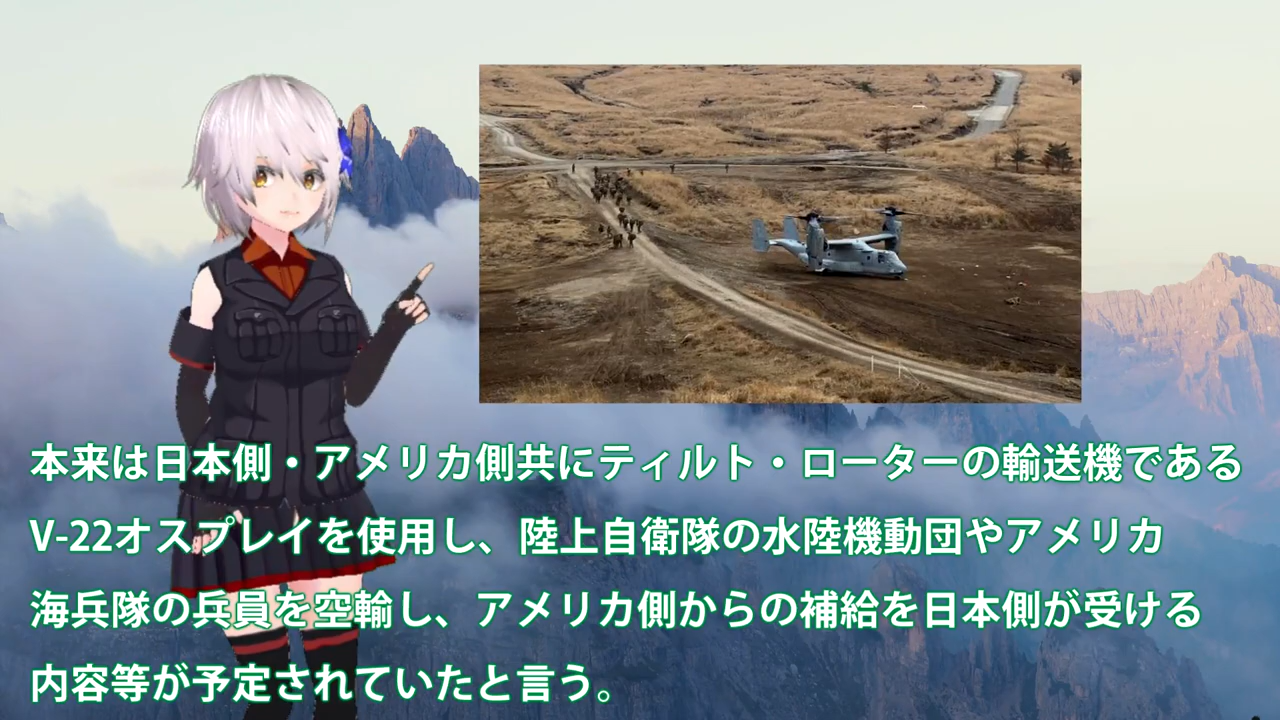 本来は日本側・アメリカ側共にティルト・ローターの輸送機である
V-22オスプレイを使用し、陸上自衛隊の水陸機動団やアメリカ
海兵隊の兵員を空輸し、アメリカ側からの補給を日本側が受ける
内容等が予定されていたと言う。